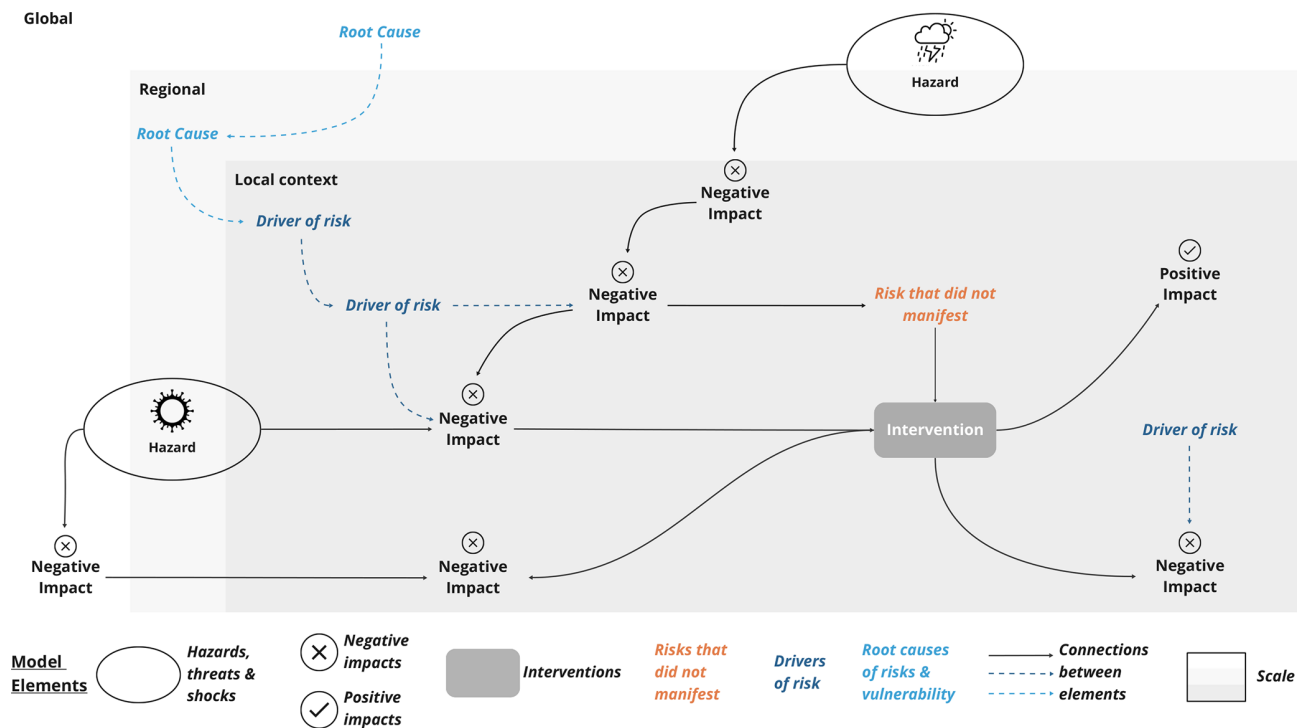 Global
Root Cause
Hazard
Regional
Root Cause
Local context
Negative
Impact
Driver of risk
Positive
Impact
Negative
Impact
Risk that did not
manifest
Driver of risk
Negative
Impact
Hazard
Intervention
Driver of risk
Negative
Impact
Negative
Impact
Negative
Impact
Model
Elements
Hazards,
threats &
shocks
Negative
impacts
Positive
impacts
Interventions
Risks that
did not
manifest
Drivers
of risk
Root causes
of risks &
vulnerability
Connections
between
elements
Scale